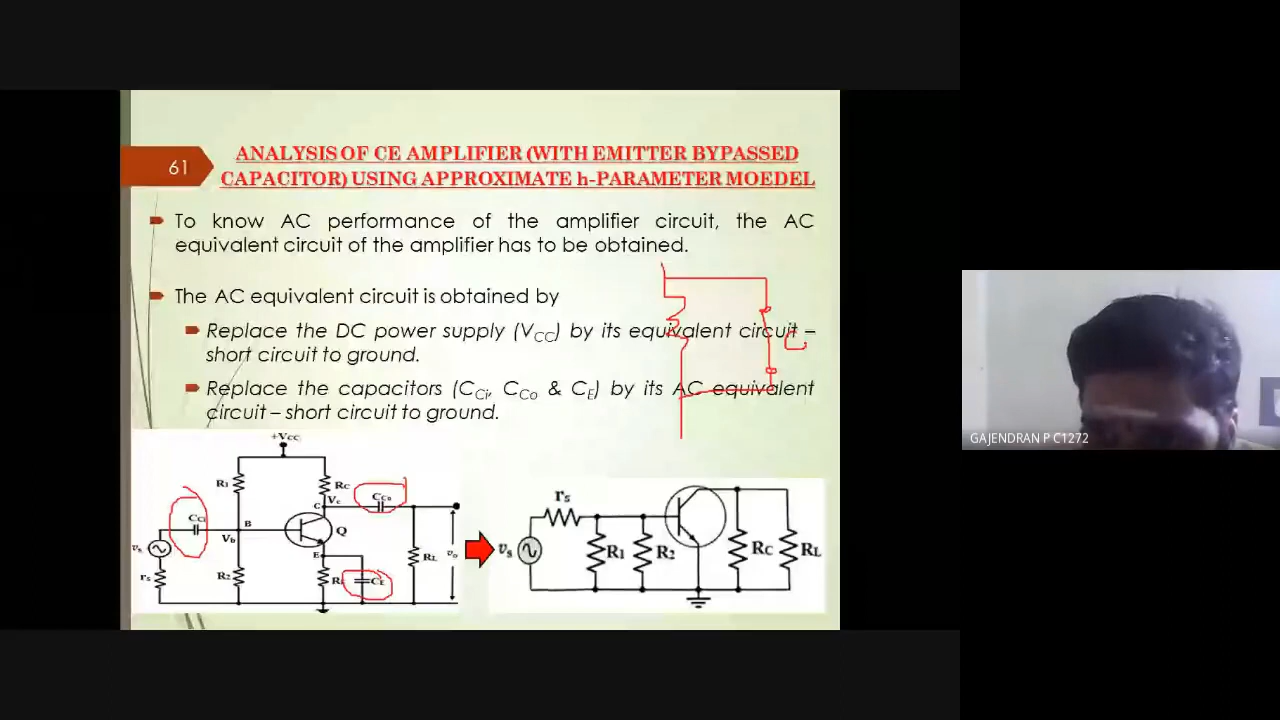 61
ANALYSIS OF CE AMPLIFIER (WITH EMITTER BYPASSED
CAPACITOR) USING APPROXIMATE h-PARAMETER MOEDEL
To know AC performance of the amplifier circuit, the AC
equivalent circuit of the amplifier has to be obtained.
The AC equivalent circuit is obtained by
Replace the DC power supply (VCC) by its equivalent circuit –
short circuit to ground.
C
Replace the capacitors (CCi, CCo & CE) by its AC equivalent
circuit – short circuit to ground.
+VCC
R1
RC
C
Vc
CCo
CCi
B
Vb
Q
vs
rs
R2
E
CE
RL
vo
rs
vs
R1
R2
RC
RL
GAJENDRAN P C1272